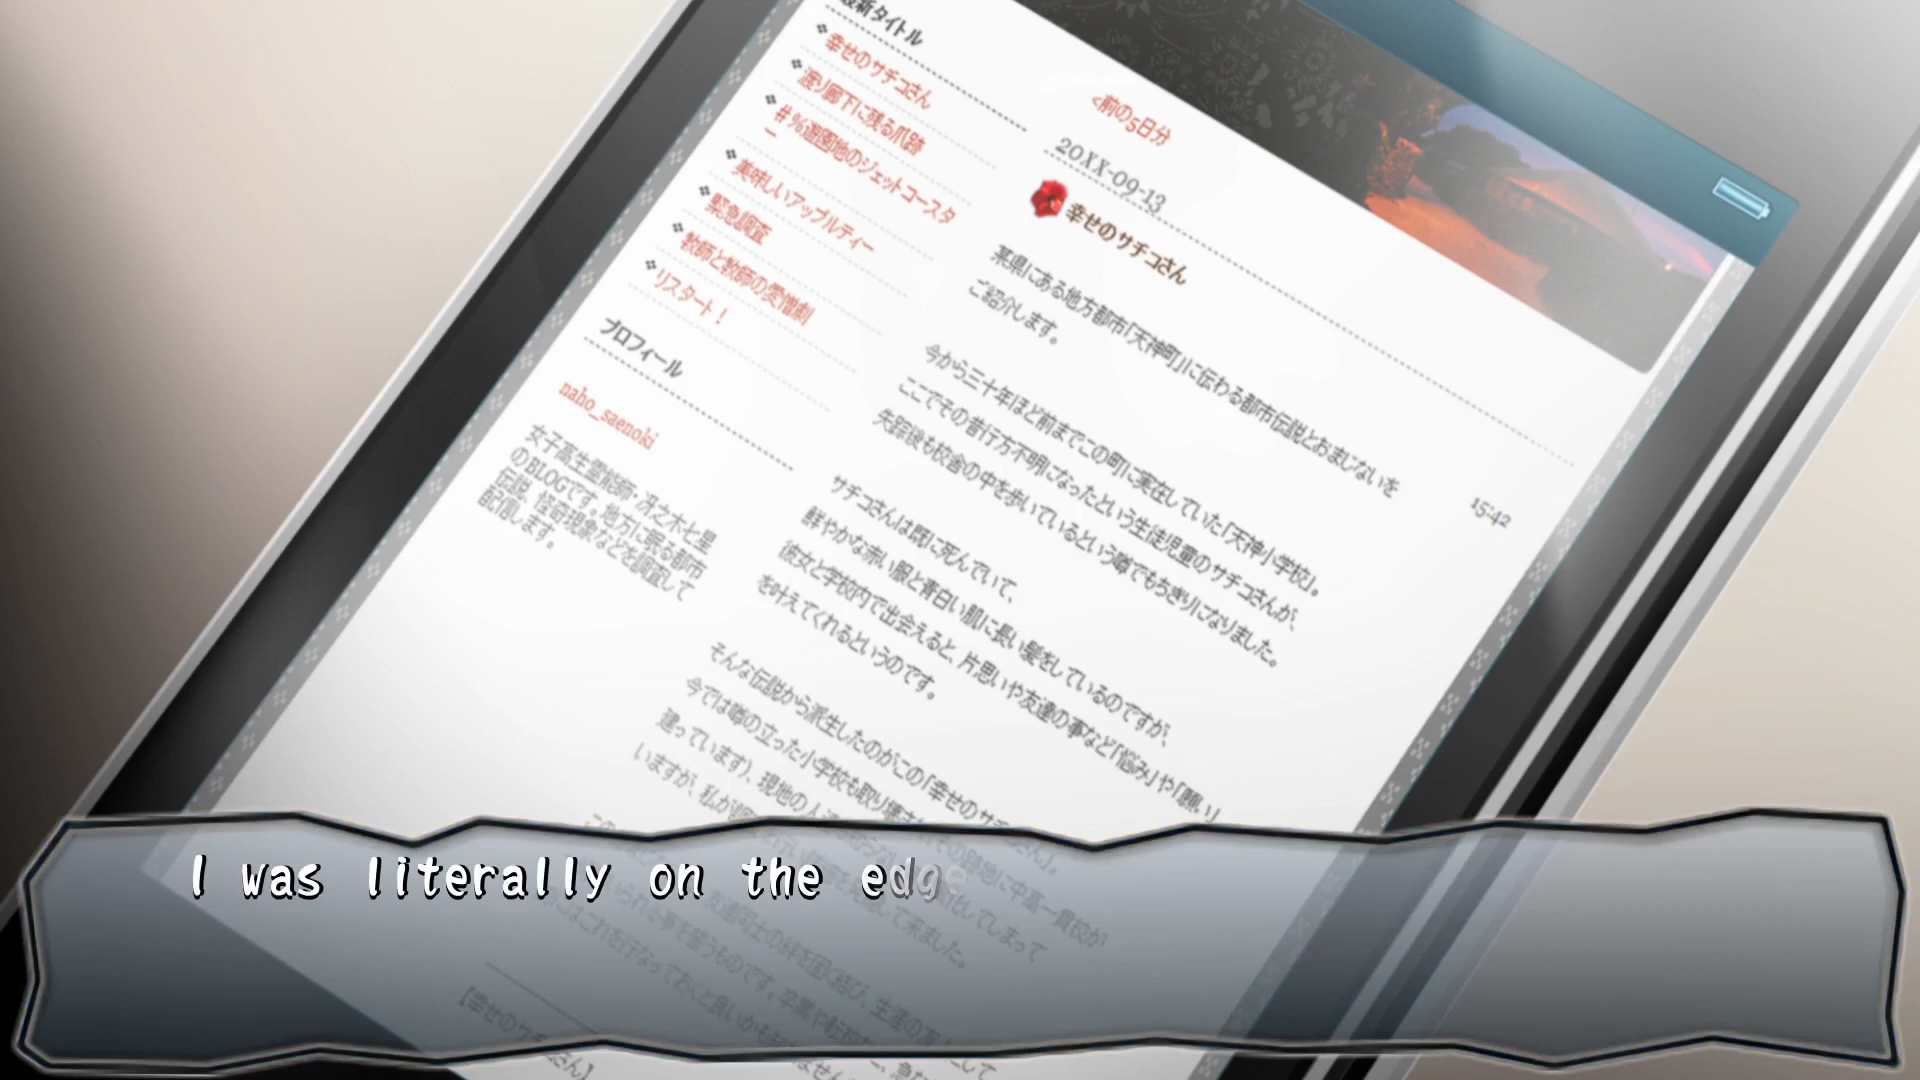 最新タイトル
幸せのサチコさん
渡り廊下に残る爪跡
#%遊園地のジェットコースタ
ー
美味しいアップルティー
緊急調査
教師と教師の愛憎劇
リスタート！
プロフィール
naho_saenoki
女子高生霊能師・冴之木七星
のBLOGです。地方に眠る都市
伝説、怪奇現象などを調査して
配信します。
<前の5日分
20XX-09-13
幸せのサチコさん
某県にある地方都市「天神町」に伝わる都市伝説とおまじないを
ご紹介します。
15:42
今から三十年ほど前までこの町に実在していた「天神小学校」。
ここでその昔行方不明になったという生徒児童のサチコさんが、
失踪後も校舎の中を歩いているという噂でもちきりになりました。
サチコさんは既に死んでいて、
鮮やかな赤い服と青白い肌に長い髪をしているのですが、
彼女と学校内で出会えると、片思いや友達の事など「悩み」や「願い」
を叶えてくれるというのです。
そんな伝説から派生したのがこの「幸せのサチコさん」。
今では噂の立った小学校も取り壊され(その跡地に中高一貫校が
建っています)、現地の人
いますが、私が
I was literally on the edge